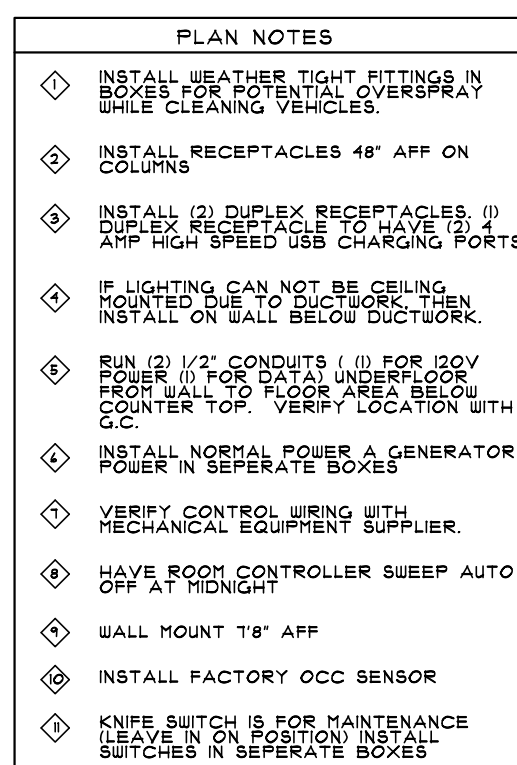 PLAN NOTES
1 INSTALL WEATHER TIGHT FITTINGS IN
BOXES FOR POTENTIAL OVERSPRAY
WHILE CLEANING VEHICLES.
2 INSTALL RECEPTACLES 48" AFF ON
COLUMNS
3 INSTALL (2) DUPLEX RECEPTACLES. (1)
DUPLEX RECEPTACLE TO HAVE (2) 4
AMP HIGH SPEED USB CHARGING PORTS
4 IF LIGHTING CAN NOT BE CEILING
MOUNTED DUE TO DUCTWORK, THEN
INSTALL ON WALL BELOW DUCTWORK.
5 RUN (2) 1/2" CONDUITS ( (1) FOR 120V
POWER (1) FOR DATA) UNDERFLOOR
FROM WALL TO FLOOR AREA BELOW
COUNTER TOP. VERIFY LOCATION WITH
G.C.
6 INSTALL NORMAL POWER A GENERATOR
POWER IN SEPERATE BOXES
7 VERIFY CONTROL WIRING WITH
MECHANICAL EQUIPMENT SUPPLIER.
8 HAVE ROOM CONTROLLER SWEEP AUTO
OFF AT MIDNIGHT
9 WALL MOUNT 7'8" AFF
10 INSTALL FACTORY OCC SENSOR
11 KNIFE SWITCH IS FOR MAINTENANCE
(LEAVE IN ON POSITION) INSTALL
SWITCHES IN SEPERATE BOXES